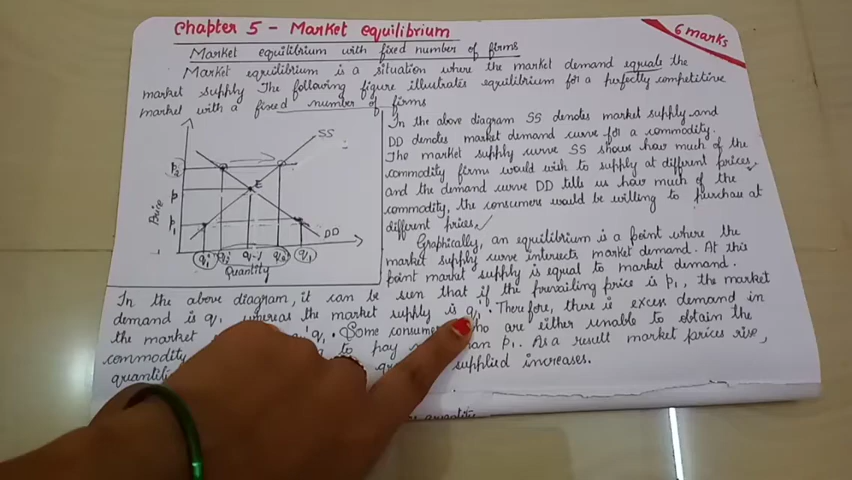 Chapter 5 - Market equilibrium
6 marks
Market equilibrium with fixed number of firms
Market equilibrium is a situation where the market demand equals the
market supply The following figure illustrates equilibrium for a perfectly competitive
market with a fixed number of firms
SS
E
P
DD
Price
Quantity
In the above diagram SS denotes market supply and
DD denotes market demand curve for a commodity.
The market supply curve SS shows how much of the
commodity firms would wish to supply at different prices
and the demand curve DD tells us how much of the
commodity, the consumers would be willing to purchase at
different prices
Graphically, an equilibrium is a point where the
market supply curve intersects market demand. At this
point market supply is equal to market demand.
In the above diagram, it can be seen that if the prevailing price is p₁, the market
demand is q₁ whereas the market supply is q₁'. Therefore, there is excess demand in
the market q₁'q₁. Some consumers who are either unable to obtain the
commodity to pay than p₁. As a result market prices rise,
quantity supplied increases.
quantity